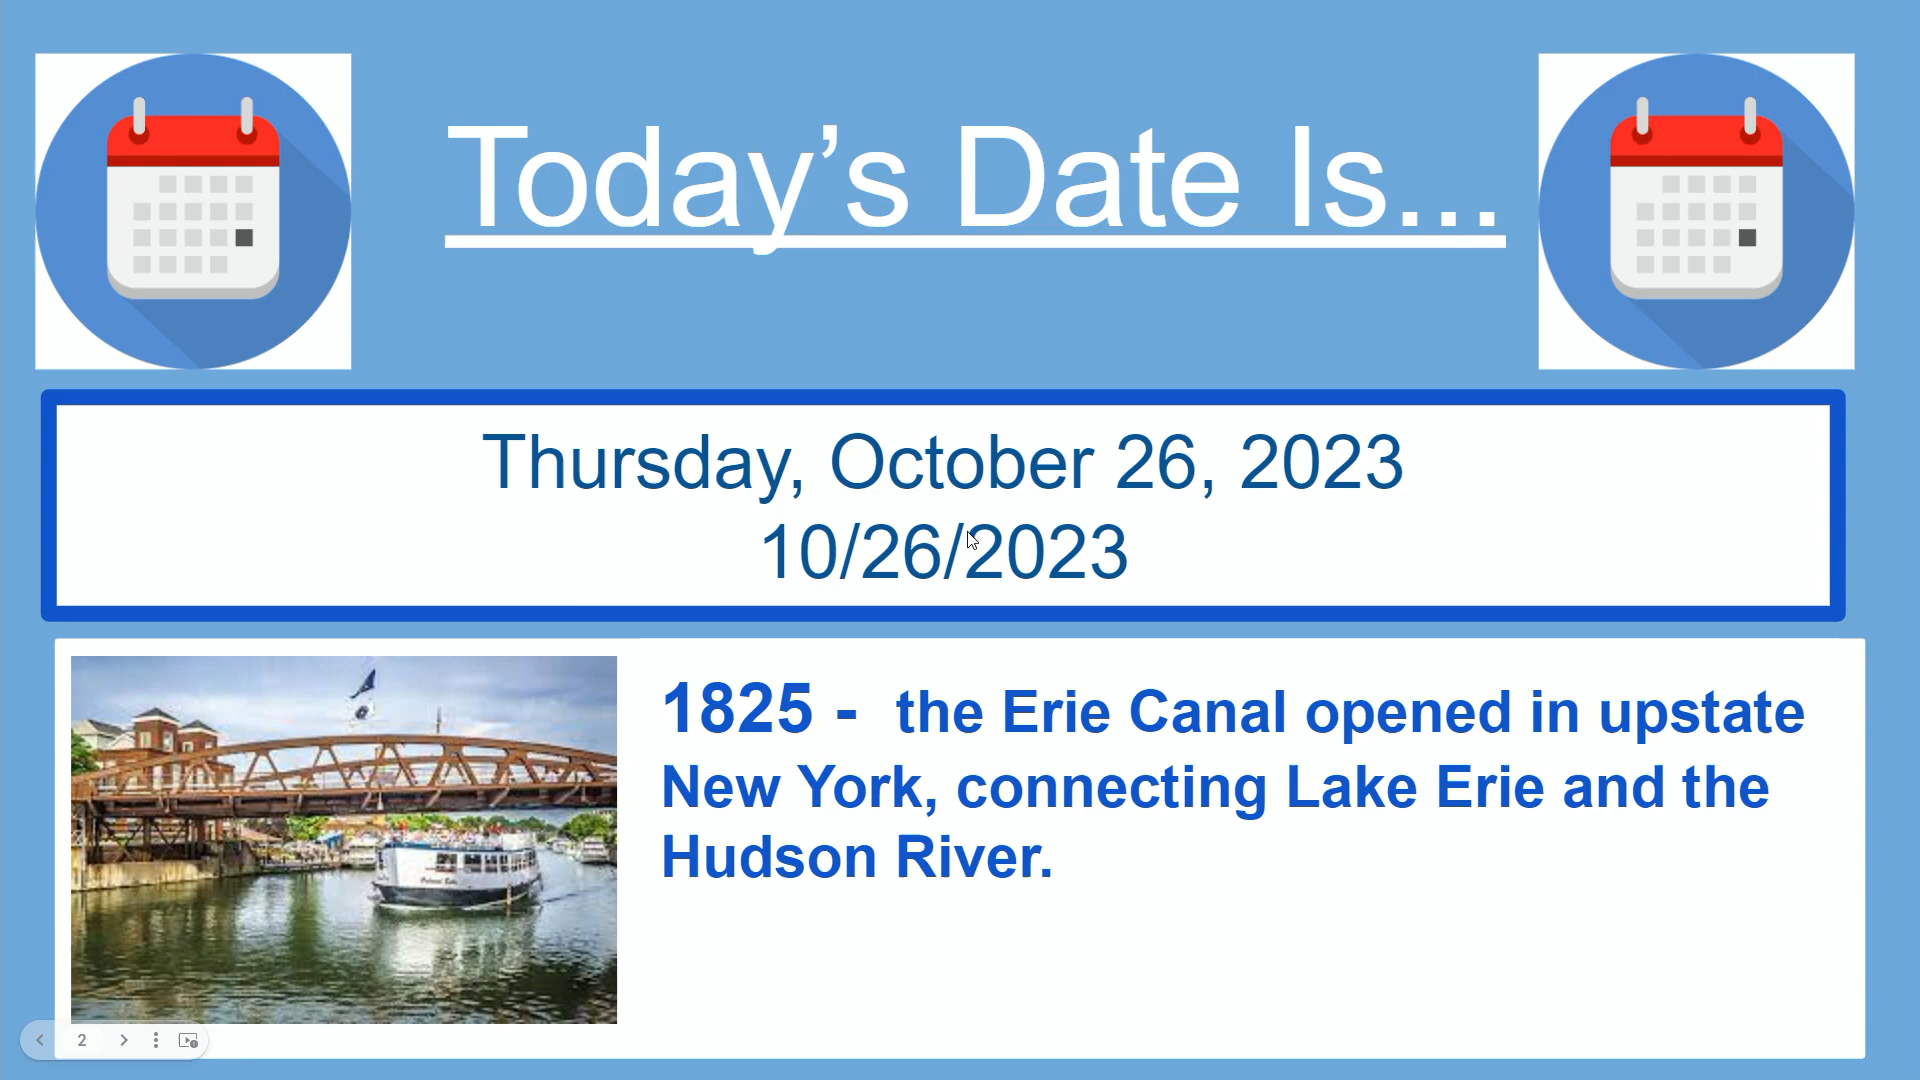 Today’s Date Is...
Thursday, October 26, 2023
10/26/2023
1825 - the Erie Canal opened in upstate
New York, connecting Lake Erie and the
Hudson River.
2